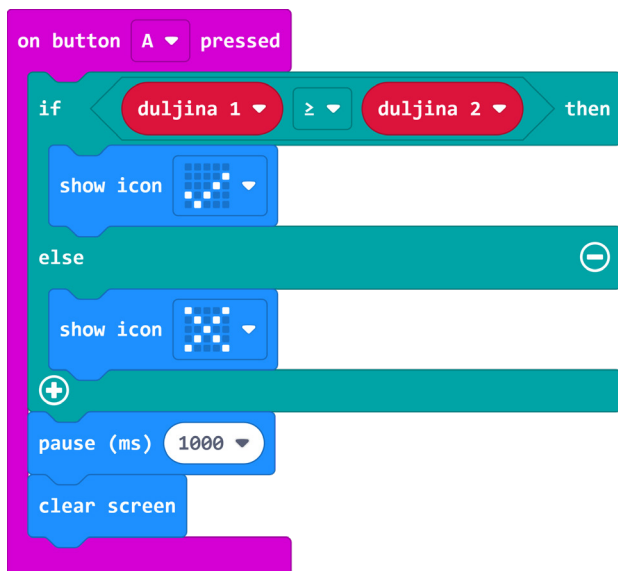 on button A pressed
if duljina 1 ≥ duljina 2 then
show icon
else
show icon
pause (ms) 1000
clear screen